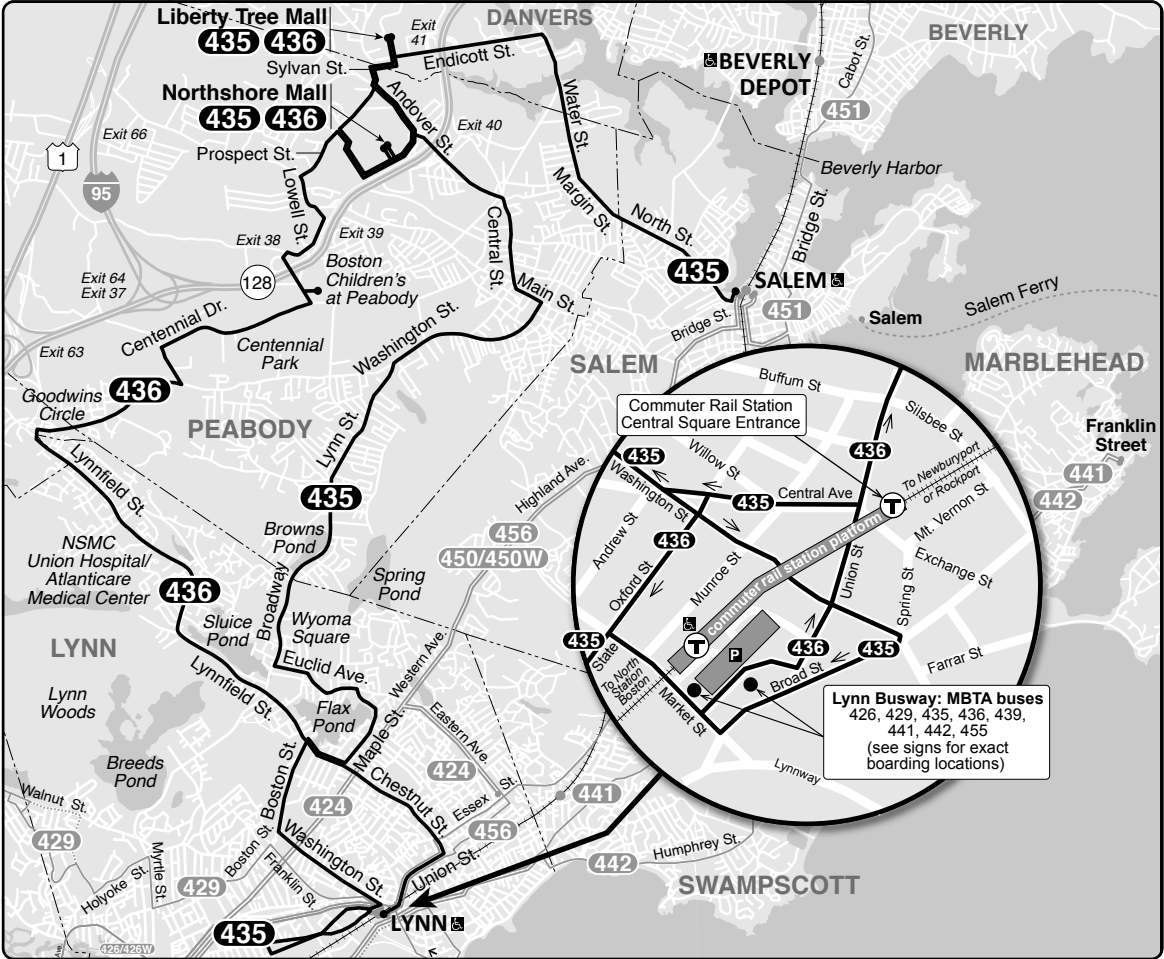 Liberty Tree Mall
435 436
Exit
41
DANVERS
BEVERLY
Sylvan St.
Endicott St.
BEVERLY
DEPOT
Cabot St.
451
Northshore Mall
435 436
Andover St.
Water St.
Exit 66
Exit 40
1
Prospect St.
95
Beverly Harbor
Lowell St.
Margin St.
Central St.
North St.
Bridge St.
Exit 38
Exit 39
435
SALEM
Exit 64
Exit 37
128
Boston
Children's
at Peabody
Main St.
451
Salem Ferry
Centennial Dr.
Washington St.
Bridge St.
Salem
Exit 63
Centennial
Park
SALEM
MARBLEHEAD
436
Goodwins
Circle
PEABODY
Lynn St.
Franklin
Street
441
442
Lynnfield St.
435
Highland Ave.
456
450/450W
Browns
Pond
NSMC
Union Hospital/
Atlanticare
Medical Center
Spring
Pond
436
Broadway
Sluice
Pond
Wyoma
Square
LYNN
Euclid Ave.
Western Ave.
Lynnfield St.
Lynn
Woods
Flax
Pond
Maple St.
Eastern Ave.
Breeds
Pond
Boston St.
424
Chestnut St.
Essex St.
441
Walnut St.
424
456
429
Boston St.
Washington St.
Union St.
442
Humphrey St.
Myrtle St.
429
Franklin St.
Holyoke St.
SWAMPSCOTT
435
LYNN
426/426W
Ave.
Buffum St
Commuter Rail Station
Central Square Entrance
Silsbee St
435
Willow St
436
To Newburyport
or Rockport
Washington St
435
Central Ave
T
Mt. Vernon St
Andrew St
436
commuter rail station platform
Munroe St
Union St
Exchange St
Oxford St
Spring St
435
State
T
P
436
435
Farrar St
To North
Station
Boston
Broad St
Market St
Lynn Busway: MBTA buses
426, 429, 435, 436, 439,
441, 442, 455
(see signs for exact
boarding locations)
Lynnway